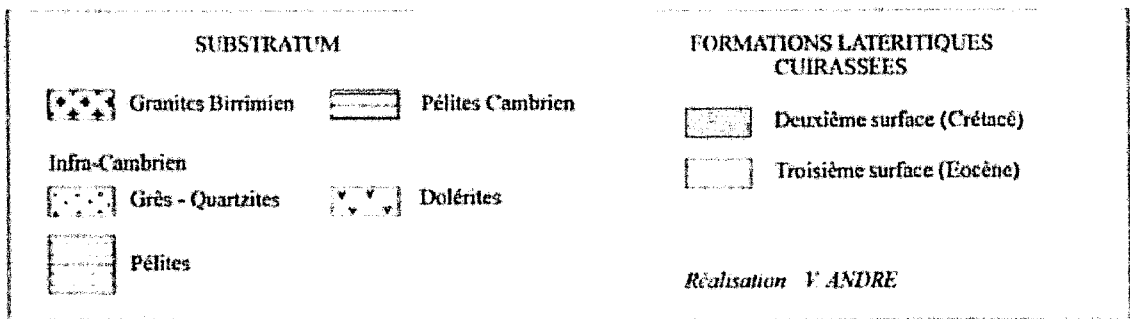 SUBSTRATUM
Granites Birrimien
Pélites Cambrien
Infra-Cambrien
Grès - Quartzites
Dolérites
Pélites
FORMATIONS LATERITIQUES
CUIRASSEES
Deuxième surface (Crétacé)
Troisième surface (Eocène)
Réalisation V. ANDRE